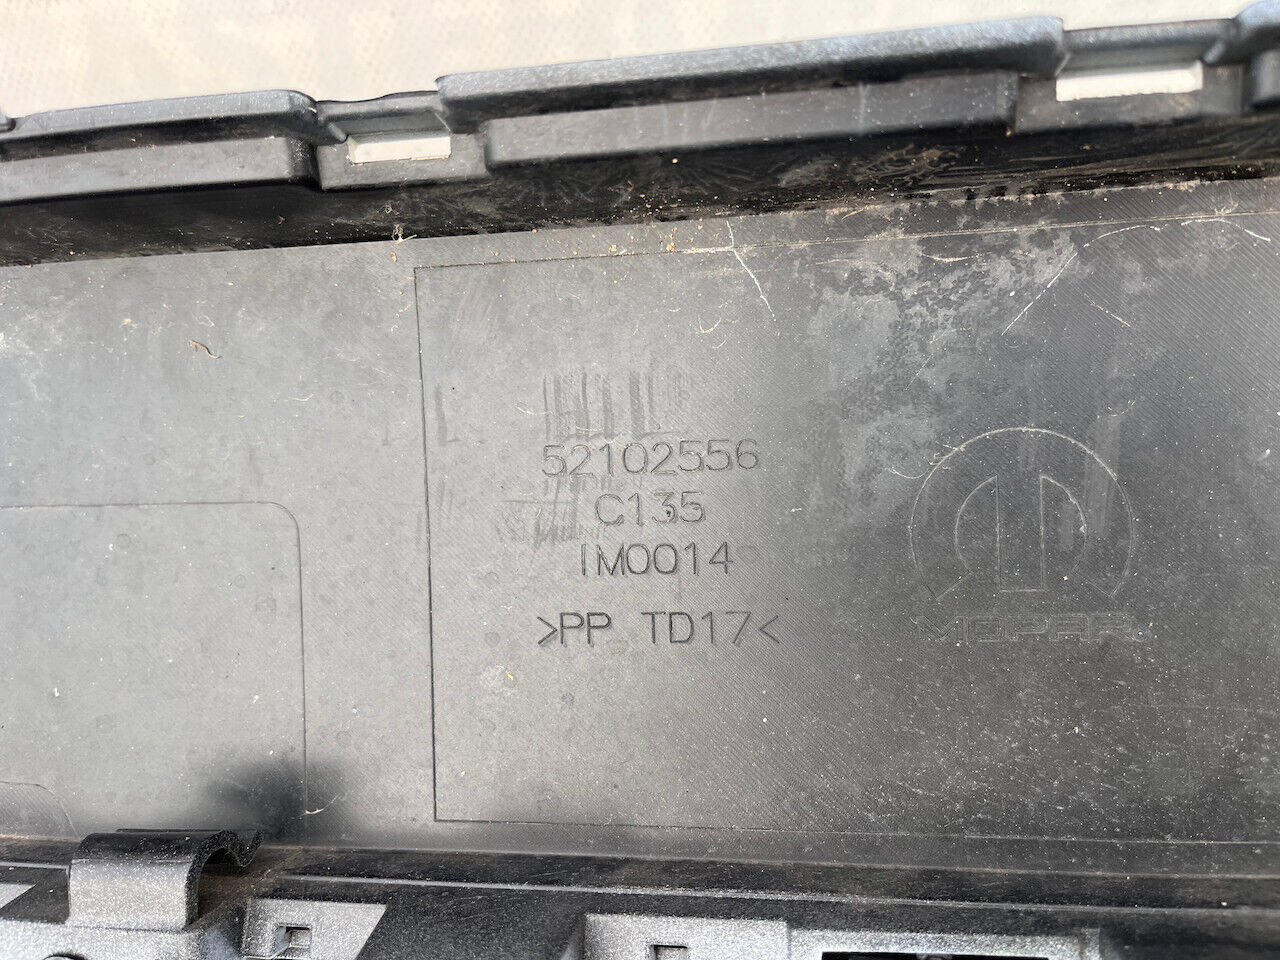 52102556
C135
IM0014
>PP TD17<
MOPAR